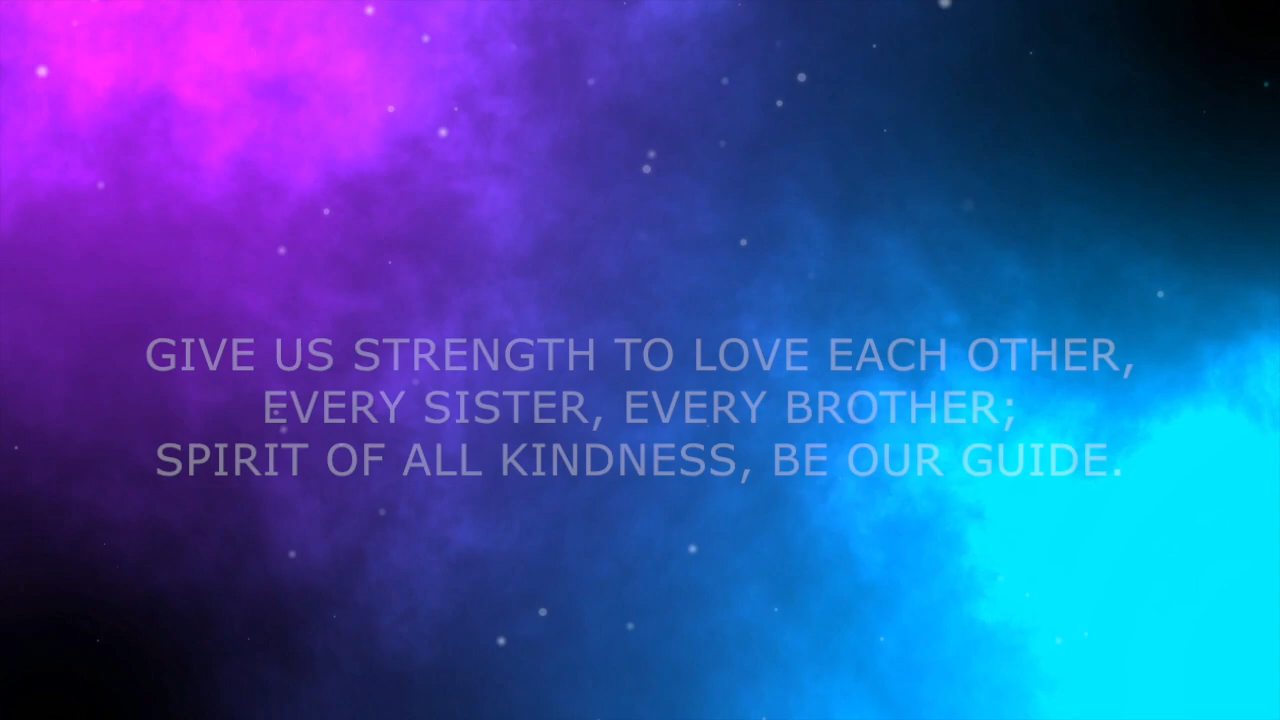 GIVE US STRENGTH TO LOVE EACH OTHER,
EVERY SISTER, EVERY BROTHER;
SPIRIT OF ALL KINDNESS, BE OUR GUIDE.